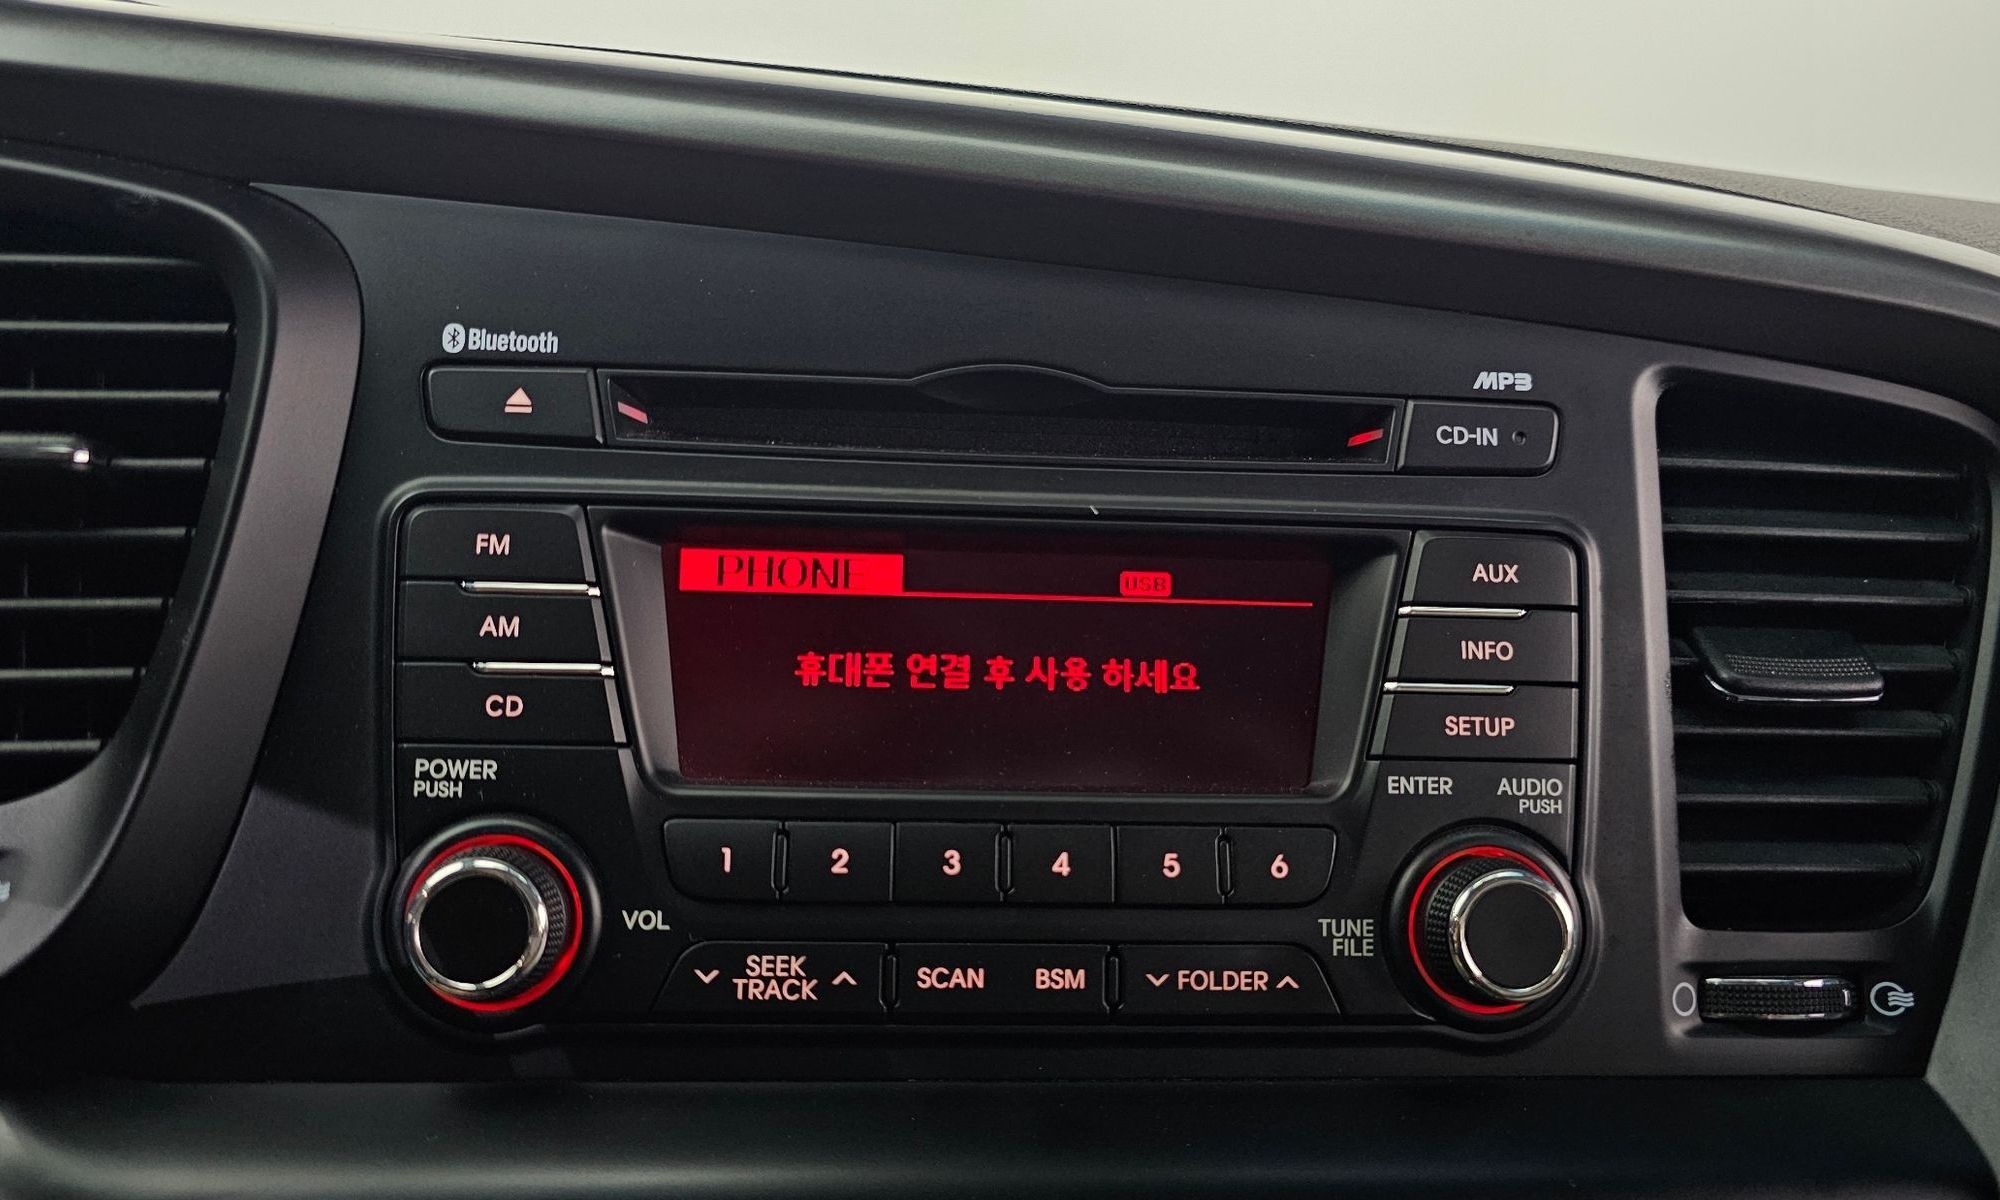 Bluetooth
MP3
CD-IN
FM
AM
CD
PHONE
USB
휴대폰 연결 후 사용 하세요
AUX
INFO
SETUP
POWER
PUSH
ENTER
AUDIO
PUSH
1 2 3 4 5 6
VOL
TUNE
FILE
SEEK
TRACK
SCAN
BSM
FOLDER